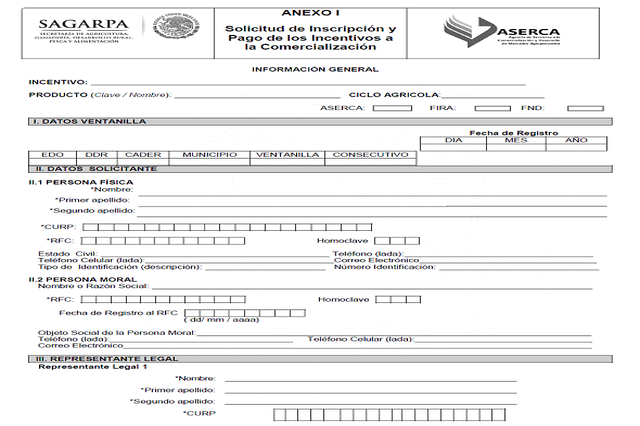 SAGARPA
SECRETARÍA DE AGRICULTURA,
GANADERÍA, DESARROLLO RURAL,
PESCA Y ALIMENTACIÓN
ANEXO I
Solicitud de Inscripción y
Pago de los Incentivos a
la Comercialización
ASERCA
Agencia de Servicios a la
Comercialización y Desarrollo
de Mercados Agropecuarios
INFORMACIÓN GENERAL
INCENTIVO:
PRODUCTO (Clave / Nombre): CICLO AGRICOLA
ASERCA: FIRA: FND:
I. DATOS VENTANILLA
Fecha de Registro
DIA MES AÑO
EDO DDR CADER MUNICIPIO VENTANILLA CONSECUTIVO
II. DATOS SOLICITANTE
II.1 PERSONA FÍSICA
*Nombre:
*Primer apellido:
*Segundo apellido:
*CURP:
*RFC: Homoclave
Estado Civil: Teléfono (lada):
Teléfono Celular (lada): Correo Electrónico
Tipo de Identificación (descripción): Número Identificación:
II.2 PERSONA MORAL
Nombre o Razón Social:
*RFC: Homoclave
Fecha de Registro al RFC
( dd/ mm / aaaa)
Objeto Social de la Persona Moral:
Teléfono (lada): Teléfono Celular (lada):
Correo Electrónico
III. REPRESENTANTE LEGAL
Representante Legal 1
*Nombre:
*Primer apellido:
*Segundo apellido:
*CURP